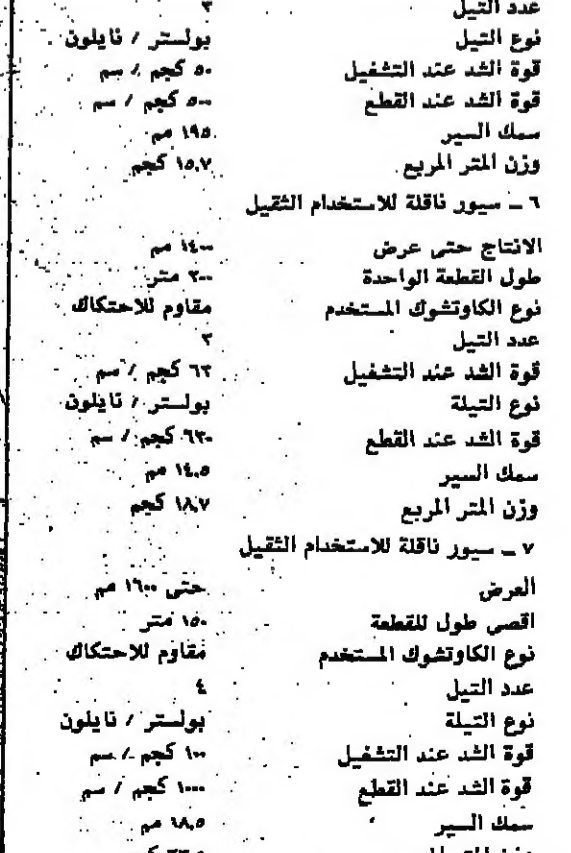 عدد التيل ٣
نوع التيل بولستر / نايلون
قوة الشد عند التشغيل ٥٠ كجم / سم
قوة الشد عند القطع ٥٠٠ كجم / سم
سمك السير ١٩٥ مم
وزن المتر المربع ١٥,٧ كجم
٦ ـ سيور ناقلة للاستخدام الثقيل
الانتاج حتى عرض ١٤٠٠ مم
طول القطعة الواحدة ٢٠٠ متر
نوع الكاوتشوك المستخدم مقاوم للاحتكاك
عدد التيل ٣
قوة الشد عند التشغيل ٦٣ كجم / سم
نوع التيلة بولستر / نايلون
قوة الشد عند القطع ٦٣٠ كجم / سم
سمك السير ١٤,٥ مم
وزن المتر المربع ١٨,٧ كجم
٧ ـ سيور ناقلة للاستخدام الثقيل
العرض حتى ١٦٠٠ مم
اقصى طول للقطعة ١٥٠ متر
نوع الكاوتشوك المستخدم مقاوم للاحتكاك
عدد التيل ٤
نوع التيلة بولستر / نايلون
قوة الشد عند التشغيل ١٠٠ كجم / سم
قوة الشد عند القطع ١٠٠٠ كجم / سم
سمك السير ١٨,٥ مم